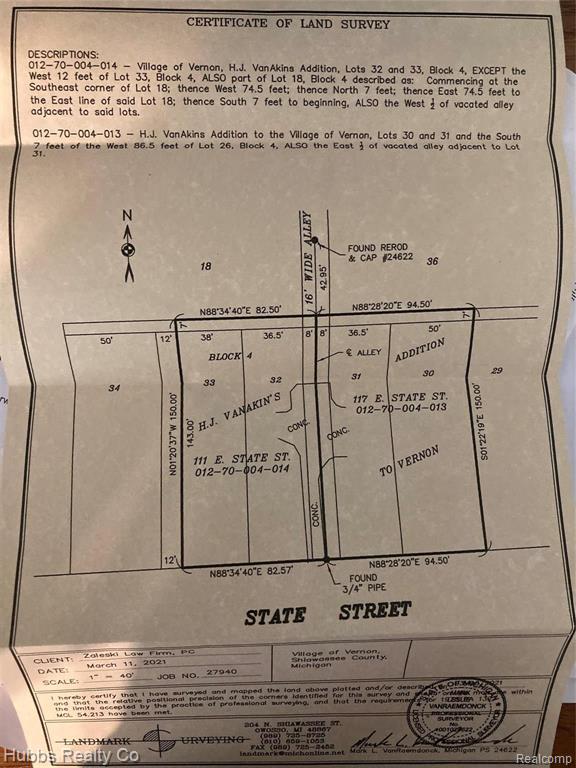 CERTIFICATE OF LAND SURVEY
DESCRIPTIONS:
012-70-004-014 – Village of Vernon, H.J. VanAkins Addition, Lots 32 and 33, Block 4, EXCEPT the
West 12 feet of Lot 33, Block 4, ALSO part of Lot 18, Block 4 described as: Commencing at the
Southeast corner of Lot 18; thence West 74.5 feet; thence North 7 feet; thence East 74.5 feet to
the East line of said Lot 18; thence South 7 feet to beginning, ALSO the West ½ of vacated alley
adjacent to said lots.
012-70-004-013 – H.J. VanAkins Addition to the Village of Vernon, Lots 30 and 31 and the South
7 feet of the West 86.5 feet of Lot 26, Block 4, ALSO the East ½ of vacated alley adjacent to Lot
31.
N
16' WIDE ALLEY
42.95'
FOUND REROD
& CAP #24622
18
36
N88°34'40"E 82.50'
N88°28'20"E 94.50'
7'
7'
50'
12'
38'
36.5'
8'
8'
36.5'
50'
BLOCK 4
℄ ALLEY
ADDITION
34
33
32
31
30
29
N01°20'37"W 150.00'
143.00'
H.J. VANAKIN'S
117 E. STATE ST.
012-70-004-013
S01°22'19"E 150.00'
CONC.
CONC.
111 E. STATE ST.
012-70-004-014
TO VERNON
CONC.
12'
N88°34'40"E 82.57'
N88°28'20"E 94.50'
FOUND
3/4" PIPE
STATE STREET
CLIENT: Zaleski Law Firm, PC
DATE: March 11, 2021
SCALE: 1" = 40' JOB NO. 27940
Village of Vernon,
Shiawassee County,
Michigan
I hereby certify that I have surveyed and mapped the land above platted and/or
and that the relative positional precision of the corners identified for this survey and within
the limits accepted by the practice of professional surveying, and that the
MCL 54.213 have been met.
LANDMARK SURVEYING
204 N. SHIAWASSEE ST.
OWOSSO, MI 48867
(989) 725-8725
(810) 659-1053
FAX (989) 725-2452
landmark@michonline.net
MARK
VANRAEMDONCK
PROFESSIONAL
SURVEYOR
No.
Mark L. VanRaemdonck, Michigan PS 24622
Hubbs Realty Co
Realcomp